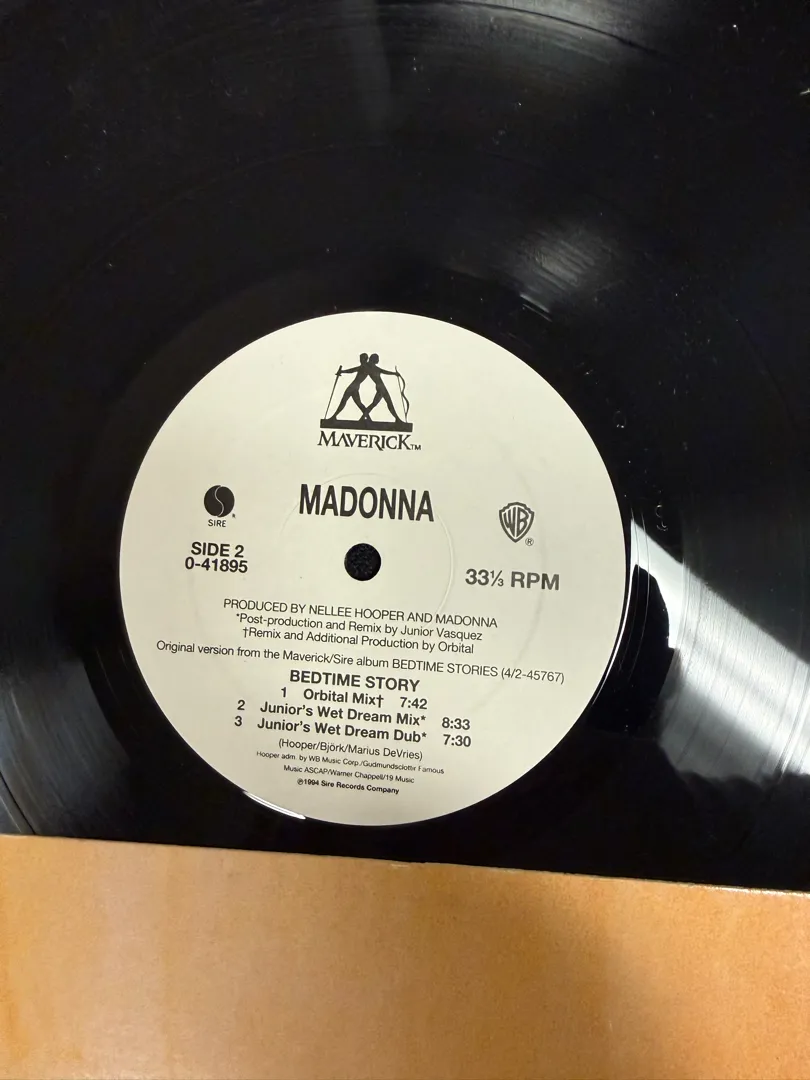 MAVERICK™
MADONNA
SIRE ®
WB ®
SIDE 2
0-41895
33⅓ RPM
PRODUCED BY NELLEE HOOPER AND MADONNA
*Post-production and Remix by Junior Vasquez
†Remix and Additional Production by Orbital
Original version from the Maverick/Sire album BEDTIME STORIES (4/2-45767)
BEDTIME STORY
1 Orbital Mix† 7:42
2 Junior's Wet Dream Mix* 8:33
3 Junior's Wet Dream Dub* 7:30
(Hooper/Björk/Marius DeVries)
Hooper adm. by WB Music Corp./Gudmundsclottir Famous
Music ASCAP/Warner Chappell/19 Music
℗1994 Sire Records Company